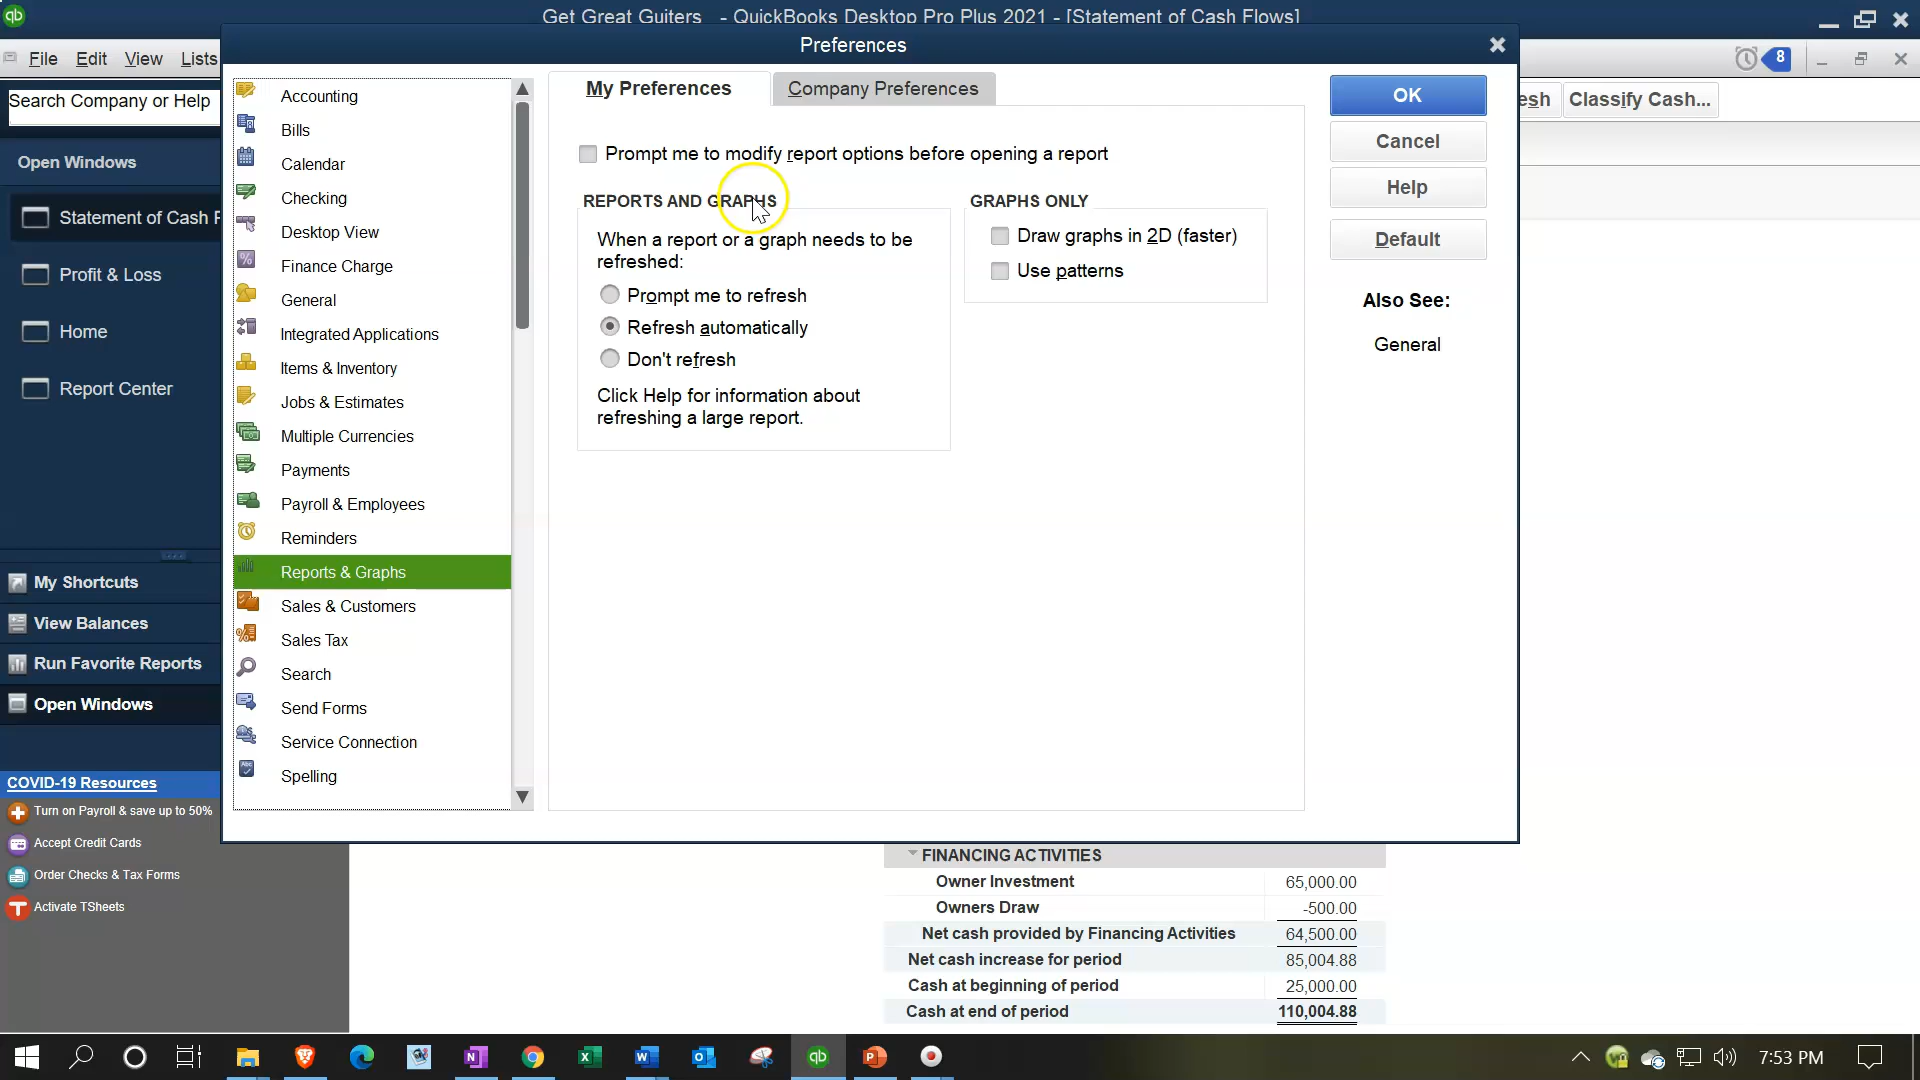 qb
Get Great Guiters - QuickBooks Desktop Pro Plus 2021 - [Statement of Cash Flows]
Preferences
File Edit View Lists
8
Search Company or Help
esh
Classify Cash...
Open Windows
Statement of Cash F
Profit & Loss
Home
Report Center
My Shortcuts
View Balances
Run Favorite Reports
Open Windows
COVID-19 Resources
Turn on Payroll & save up to 50%
Accept Credit Cards
Order Checks & Tax Forms
Activate TSheets
Accounting
Bills
Calendar
Checking
Desktop View
Finance Charge
General
Integrated Applications
Items & Inventory
Jobs & Estimates
Multiple Currencies
Payments
Payroll & Employees
Reminders
Reports & Graphs
Sales & Customers
Sales Tax
Search
Send Forms
Service Connection
Spelling
My Preferences
Company Preferences
Prompt me to modify report options before opening a report
REPORTS AND GRAPHS
When a report or a graph needs to be
refreshed:
Prompt me to refresh
Refresh automatically
Don't refresh
Click Help for information about
refreshing a large report.
GRAPHS ONLY
Draw graphs in 2D (faster)
Use patterns
OK
Cancel
Help
Default
Also See:
General
FINANCING ACTIVITIES
Owner Investment 65,000.00
Owners Draw -500.00
Net cash provided by Financing Activities 64,500.00
Net cash increase for period 85,004.88
Cash at beginning of period 25,000.00
Cash at end of period 110,004.88
7:53 PM